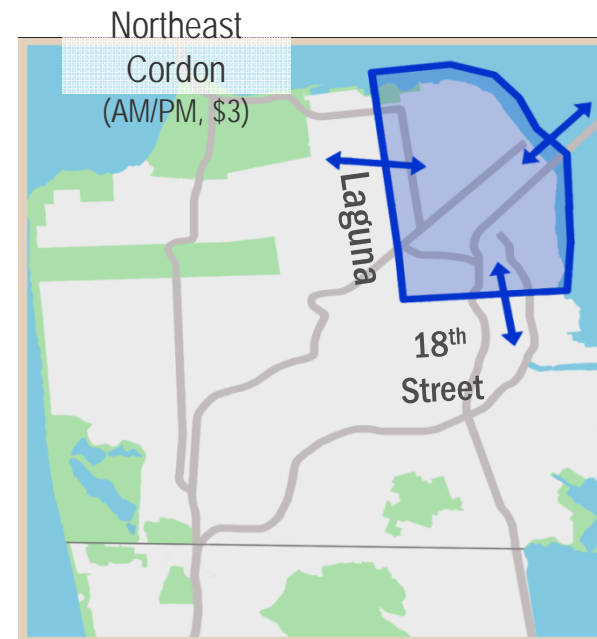 Northeast
Cordon
(AM/PM, $3)
Laguna
18th
Street